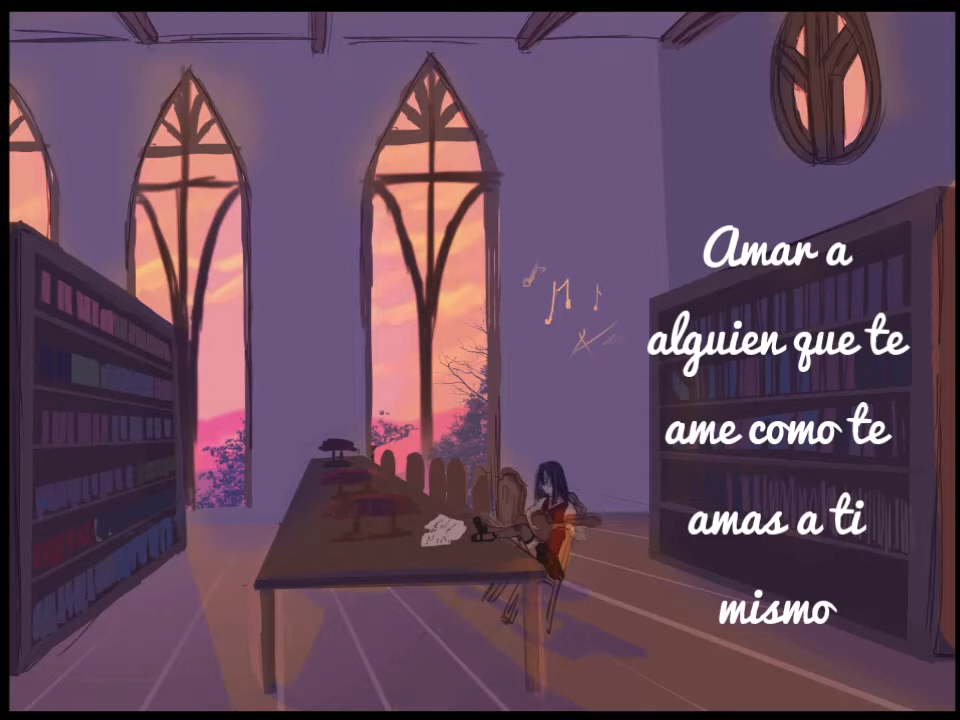 Amar a
alguien que te
ame como te
amas a ti
mismo